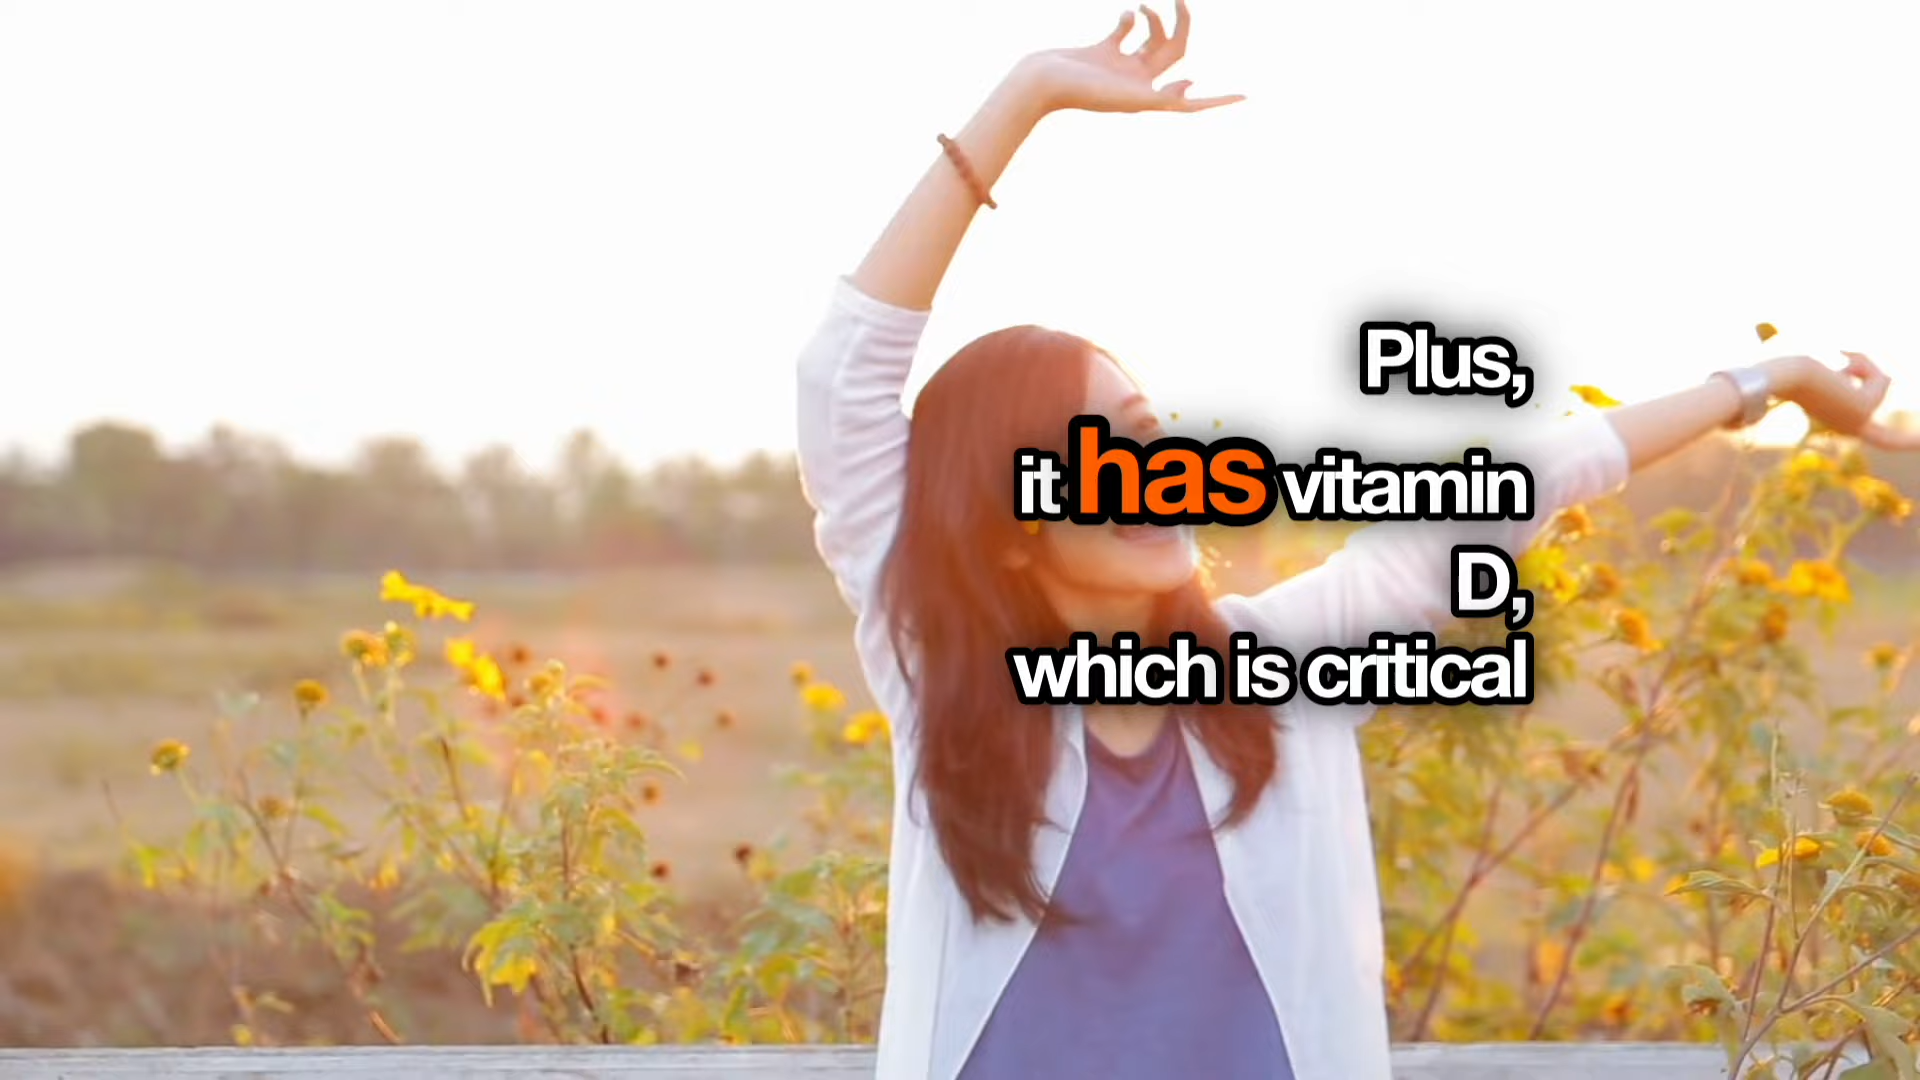 Plus,
it has vitamin
D,
which is critical